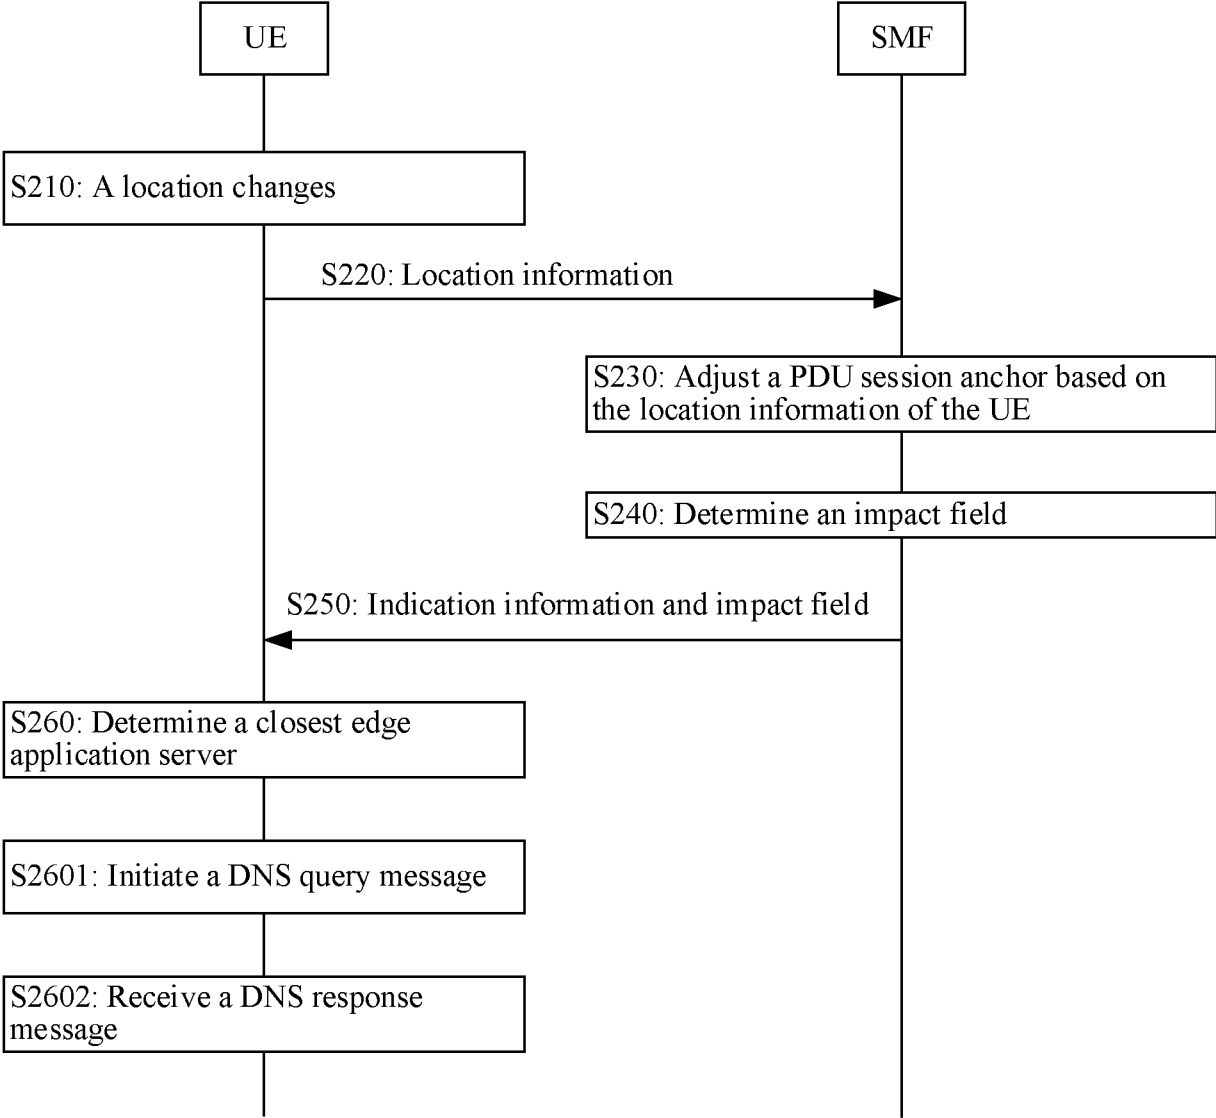 UE
SMF
S210: A location changes
S220: Location information
S230: Adjust a PDU session anchor based on
the location information of the UE
S240: Determine an impact field
S250: Indication information and impact field
S260: Determine a closest edge
application server
S2601: Initiate a DNS query message
S2602: Receive a DNS response
message